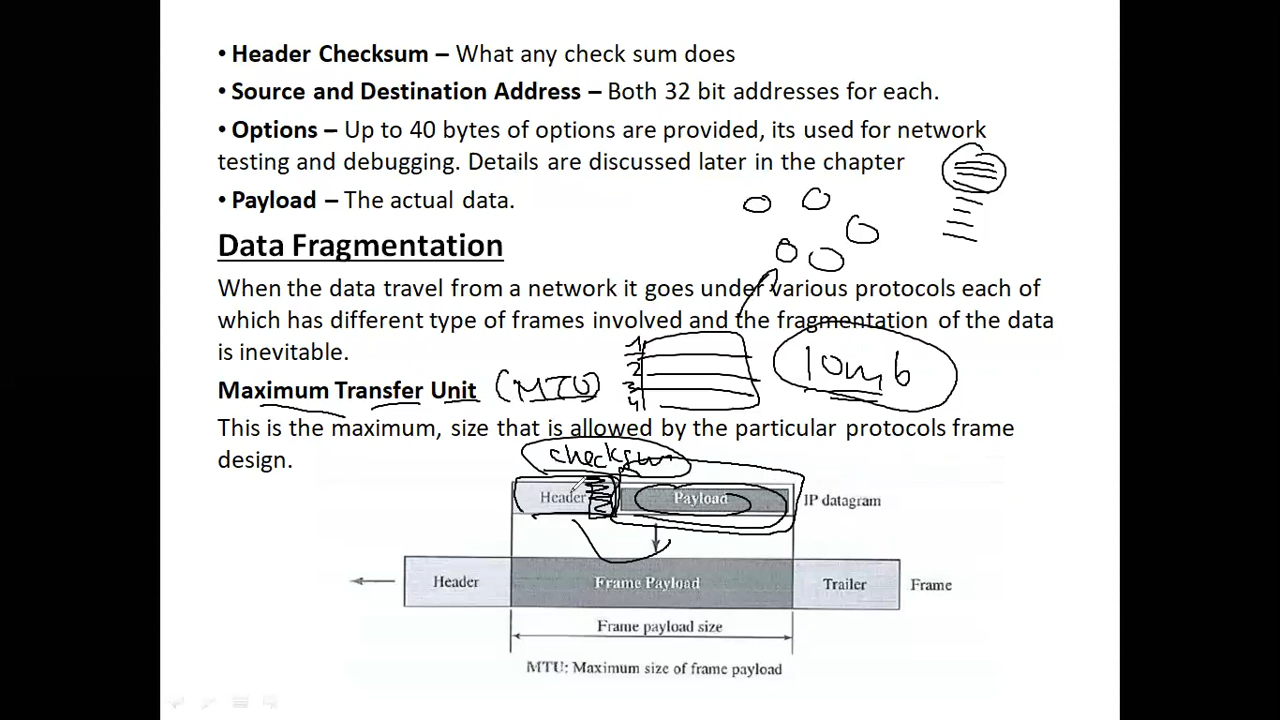 • Header Checksum – What any check sum does
• Source and Destination Address – Both 32 bit addresses for each.
• Options – Up to 40 bytes of options are provided, its used for network
testing and debugging. Details are discussed later in the chapter
• Payload – The actual data.
Data Fragmentation
When the data travel from a network it goes under various protocols each of
which has different type of frames involved and the fragmentation of the data
is inevitable.
Maximum Transfer Unit (MTU)
1
2
3
4
10mb
This is the maximum, size that is allowed by the particular protocols frame
design.
checksum
Header Payload IP datagram
Header Frame Payload Trailer Frame
Frame payload size
MTU: Maximum size of frame payload